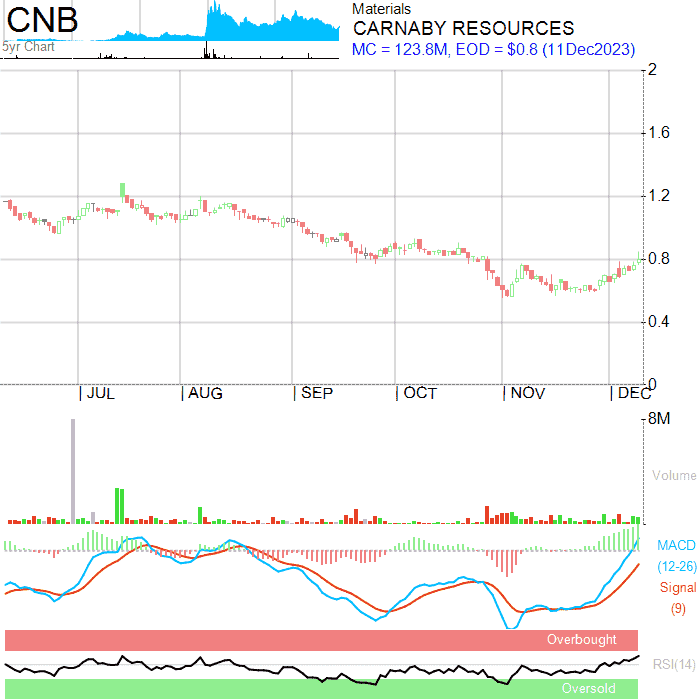 CNB
5yr Chart
Materials
CARNABY RESOURCES
MC = 123.8M, EOD = $0.8 (11Dec2023)
2
1.6
1.2
0.8
0.4
0
JUL AUG SEP OCT NOV DEC
8M
Volume
MACD
(12-26)
Signal
(9)
Overbought
RSI(14)
Oversold